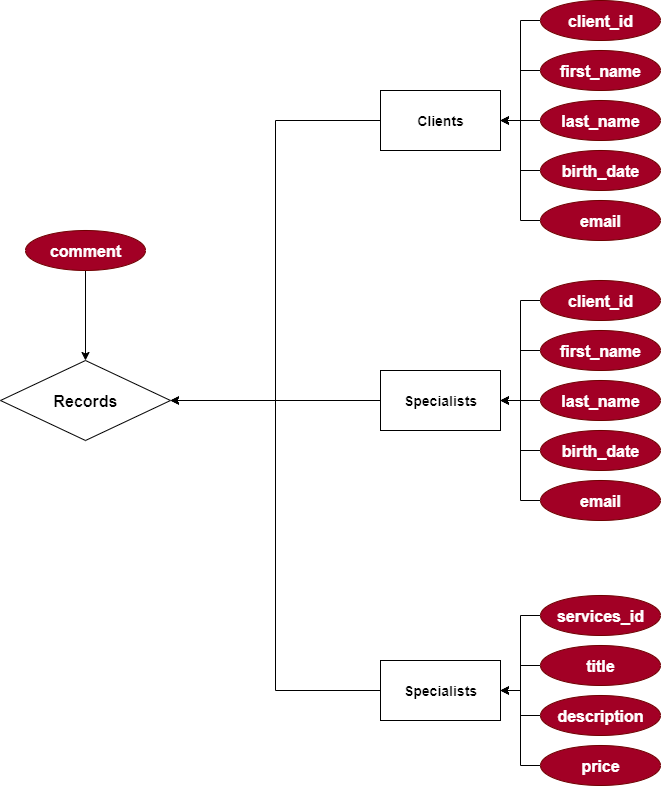 client_id
first_name
Clients
last_name
birth_date
email
comment
client_id
first_name
Records
Specialists
last_name
birth_date
email
services_id
title
Specialists
description
price